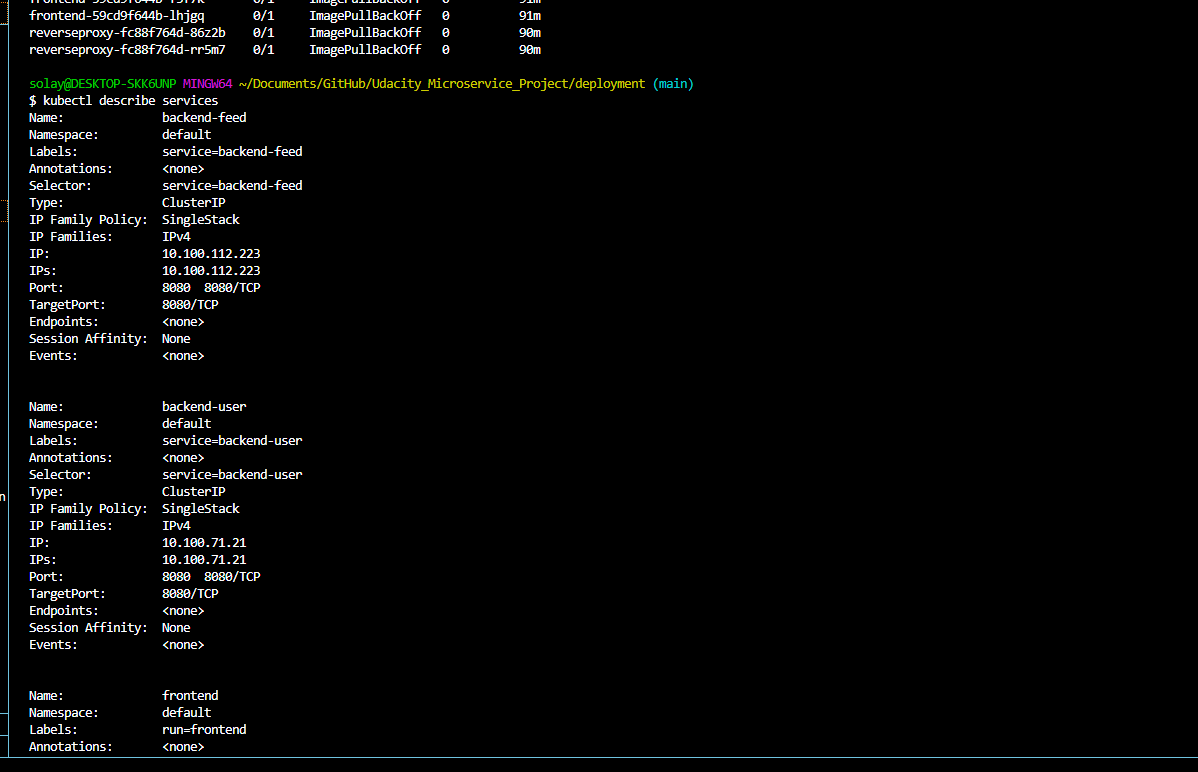 0/1 ImagePullBackOff 0 91m
frontend-59cd9f644b-lhjgq 0/1 ImagePullBackOff 0 91m
reverseproxy-fc88f764d-86z2b 0/1 ImagePullBackOff 0 90m
reverseproxy-fc88f764d-rr5m7 0/1 ImagePullBackOff 0 90m
solay@DESKTOP-SKK6UNP MINGW64 ~/Documents/GitHub/Udacity_Microservice_Project/deployment (main)
$ kubectl describe services
Name: backend-feed
Namespace: default
Labels: service=backend-feed
Annotations: <none>
Selector: service=backend-feed
Type: ClusterIP
IP Family Policy: SingleStack
IP Families: IPv4
IP: 10.100.112.223
IPs: 10.100.112.223
Port: 8080 8080/TCP
TargetPort: 8080/TCP
Endpoints: <none>
Session Affinity: None
Events: <none>
Name: backend-user
Namespace: default
Labels: service=backend-user
Annotations: <none>
Selector: service=backend-user
Type: ClusterIP
IP Family Policy: SingleStack
IP Families: IPv4
IP: 10.100.71.21
IPs: 10.100.71.21
Port: 8080 8080/TCP
TargetPort: 8080/TCP
Endpoints: <none>
Session Affinity: None
Events: <none>
Name: frontend
Namespace: default
Labels: run=frontend
Annotations: <none>